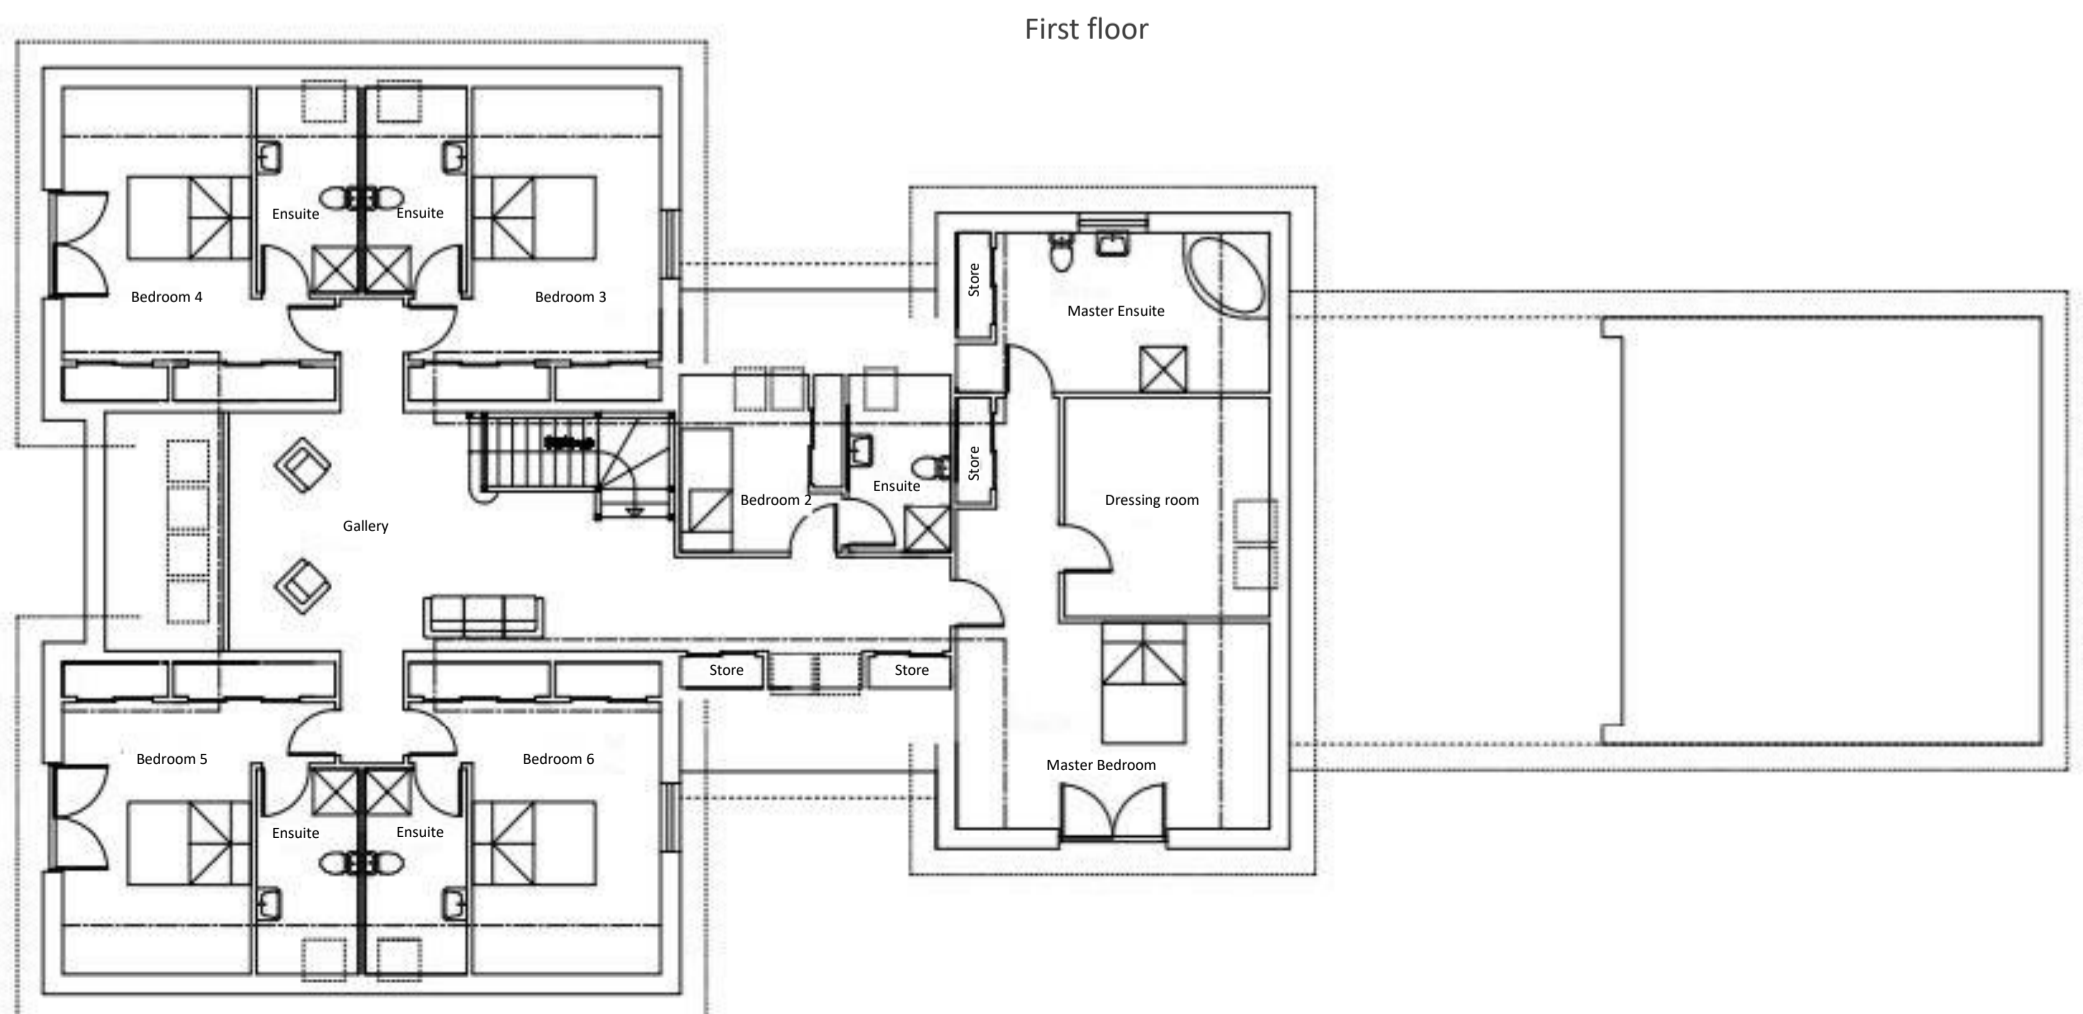 First floor
Ensuite
Ensuite
Bedroom 4
Bedroom 3
Store
Master Ensuite
Store
Bedroom 2
Ensuite
Dressing room
Gallery
Store
Store
Bedroom 5
Bedroom 6
Master Bedroom
Ensuite
Ensuite